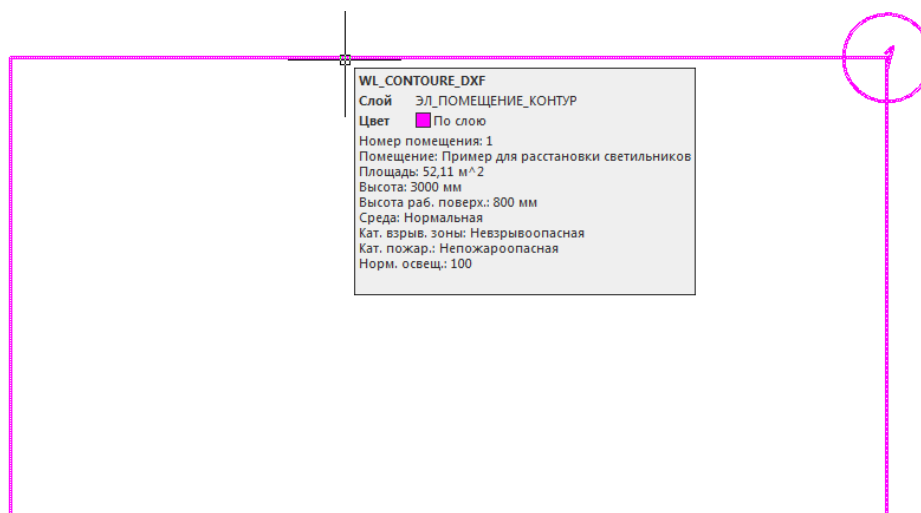 WL_CONTOURE_DXF
Слой ЭЛ_ПОМЕЩЕНИЕ_КОНТУР
Цвет По слою
Номер помещения: 1
Помещение: Пример для расстановки светильников
Площадь: 52,11 м^2
Высота: 3000 мм
Высота раб. поверх.: 800 мм
Среда: Нормальная
Кат. взрыв. зоны: Невзрывоопасная
Кат. пожар.: Непожароопасная
Норм. освещ.: 100